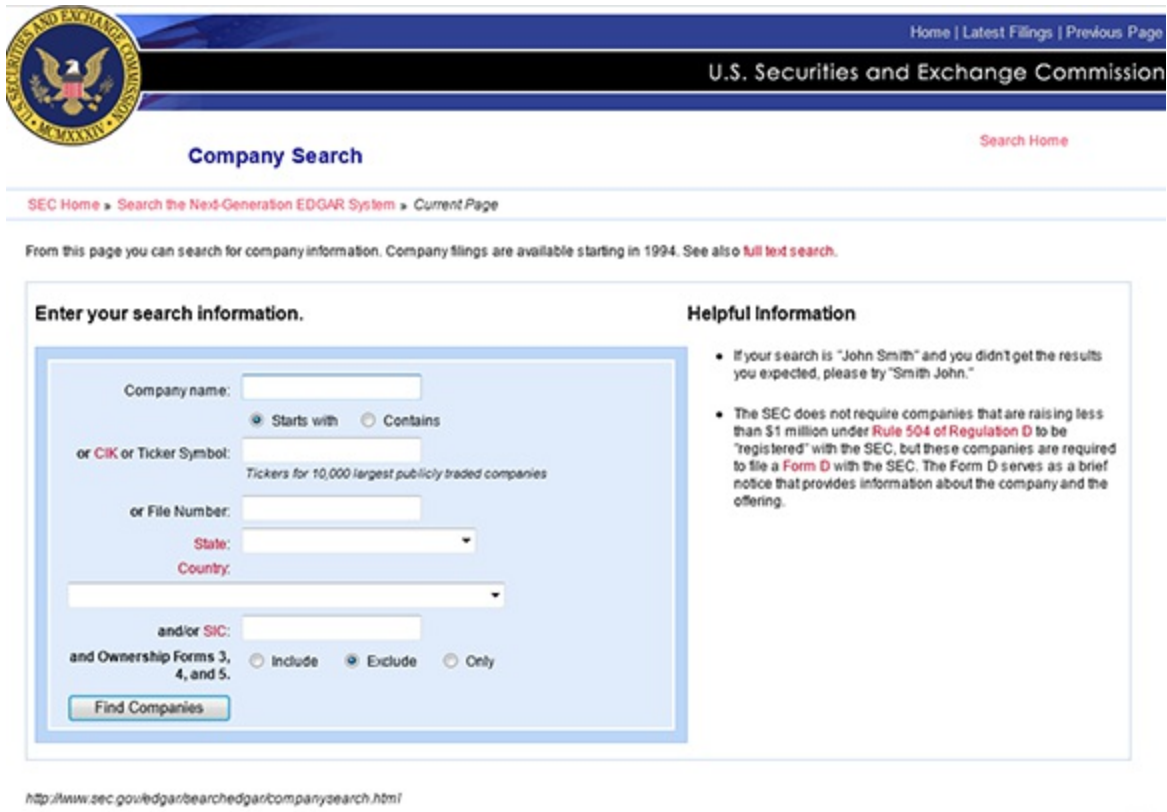 U.S. SECURITIES AND EXCHANGE COMMISSION
MCMXXXIV
Home | Latest Filings | Previous Page
U.S. Securities and Exchange Commission
Search Home
Company Search
SEC Home » Search the Next-Generation EDGAR System » Current Page
From this page you can search for company information. Company filings are available starting in 1994. See also full text search.
Enter your search information.
Company name:
Starts with Contains
or CIK or Ticker Symbol:
Tickers for 10,000 largest publicly traded companies
or File Number:
State:
Country:
and/or SIC:
and Ownership Forms 3,
4, and 5.
Include Exclude Only
Find Companies
Helpful Information
• If your search is "John Smith" and you didn't get the results
you expected, please try "Smith John."
• The SEC does not require companies that are raising less
than $1 million under Rule 504 of Regulation D to be
"registered" with the SEC, but these companies are required
to file a Form D with the SEC. The Form D serves as a brief
notice that provides information about the company and the
offering.
http://www.sec.gov/edgar/searchedgar/companysearch.html